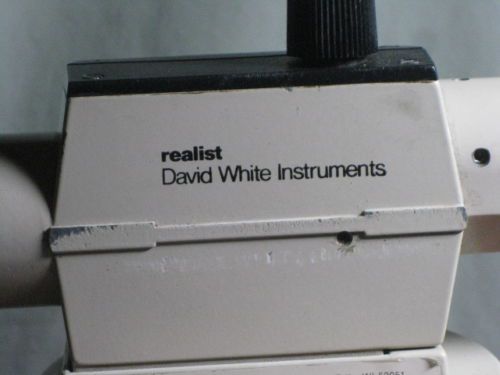 realist
David White Instruments